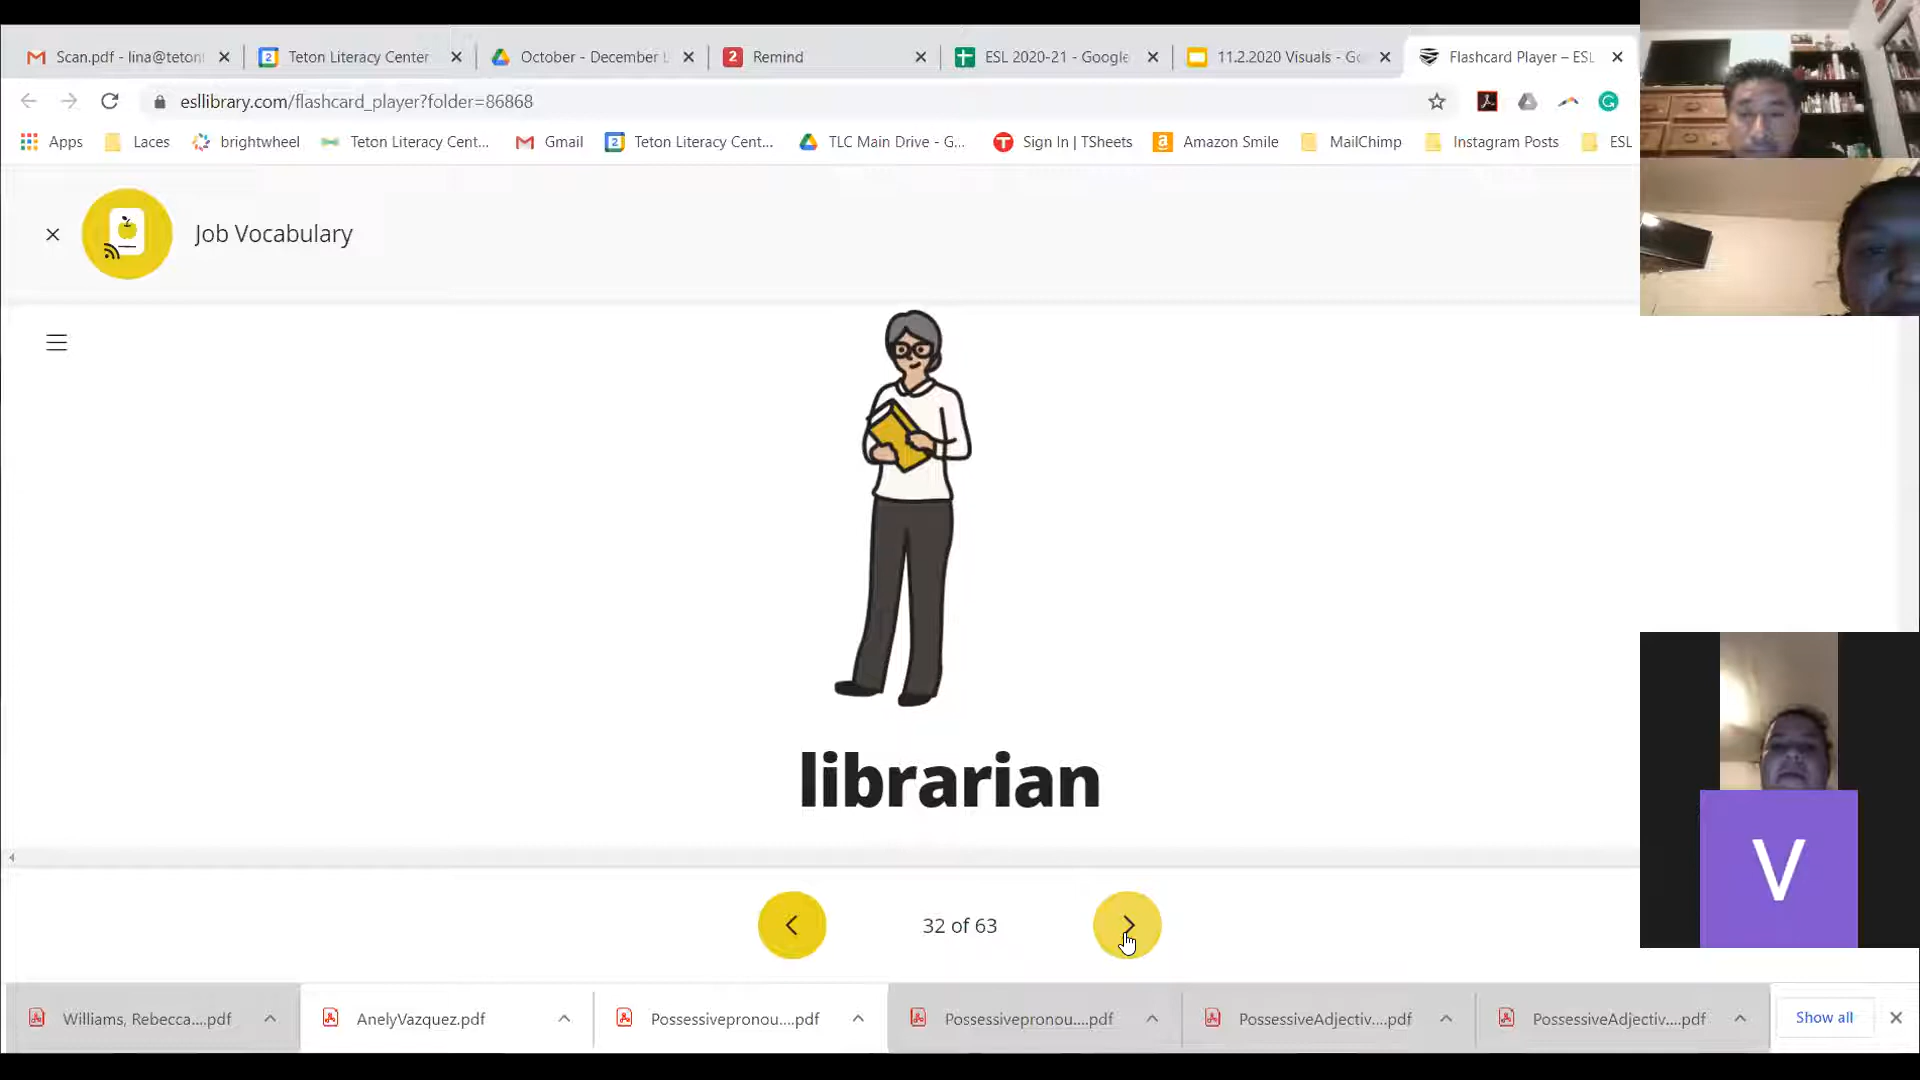 Scan.pdf - lina@teton
Teton Literacy Center
October - December L
2 Remind
ESL 2020-21 - Google
11.2.2020 Visuals - Go
Flashcard Player – ESL
esllibrary.com/flashcard_player?folder=86868
Apps
Laces
brightwheel
Teton Literacy Cent...
Gmail
2 Teton Literacy Cent...
TLC Main Drive - G...
Sign In | TSheets
Amazon Smile
MailChimp
Instagram Posts
ESL
Job Vocabulary
librarian
32 of 63
V
Williams, Rebecca....pdf
AnelyVazquez.pdf
Possessivepronou....pdf
Possessivepronou....pdf
PossessiveAdjectiv....pdf
PossessiveAdjectiv....pdf
Show all